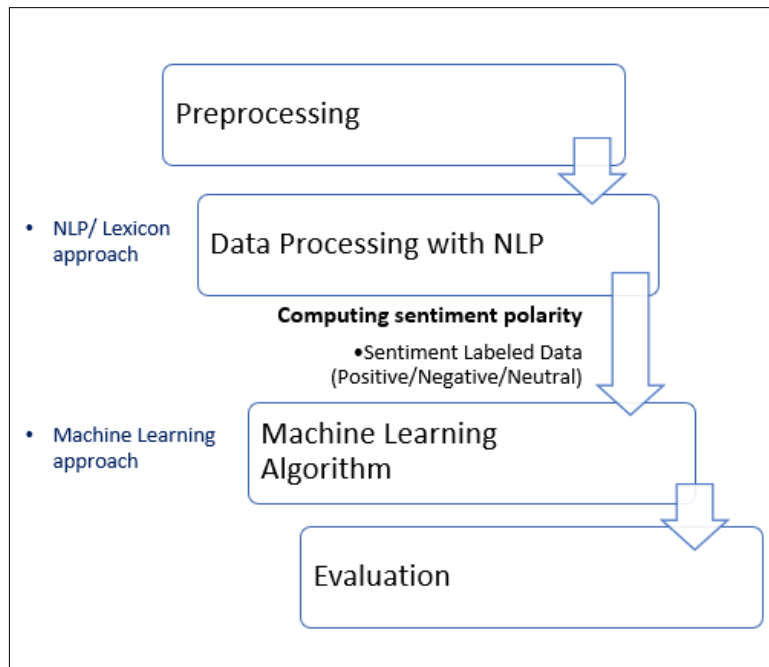 Preprocessing
• NLP/ Lexicon
approach
Data Processing with NLP
Computing sentiment polarity
•Sentiment Labeled Data
(Positive/Negative/Neutral)
• Machine Learning
approach
Machine Learning
Algorithm
Evaluation